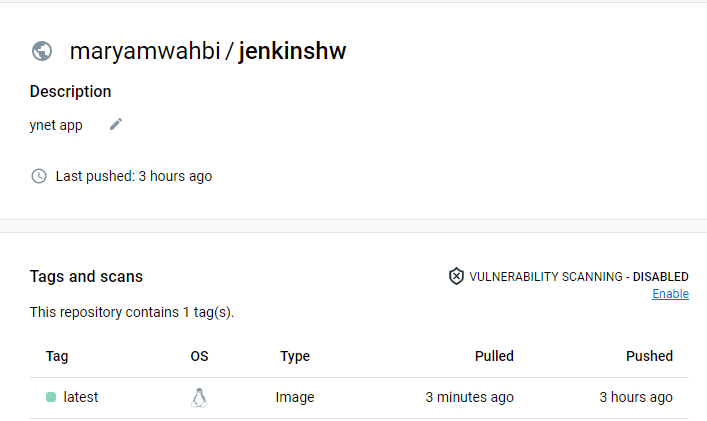 maryamwahbi / jenkinshw
Description
ynet app
Last pushed: 3 hours ago
Tags and scans
VULNERABILITY SCANNING - DISABLED
Enable
This repository contains 1 tag(s).
Tag OS Type Pulled Pushed
latest Image 3 minutes ago 3 hours ago